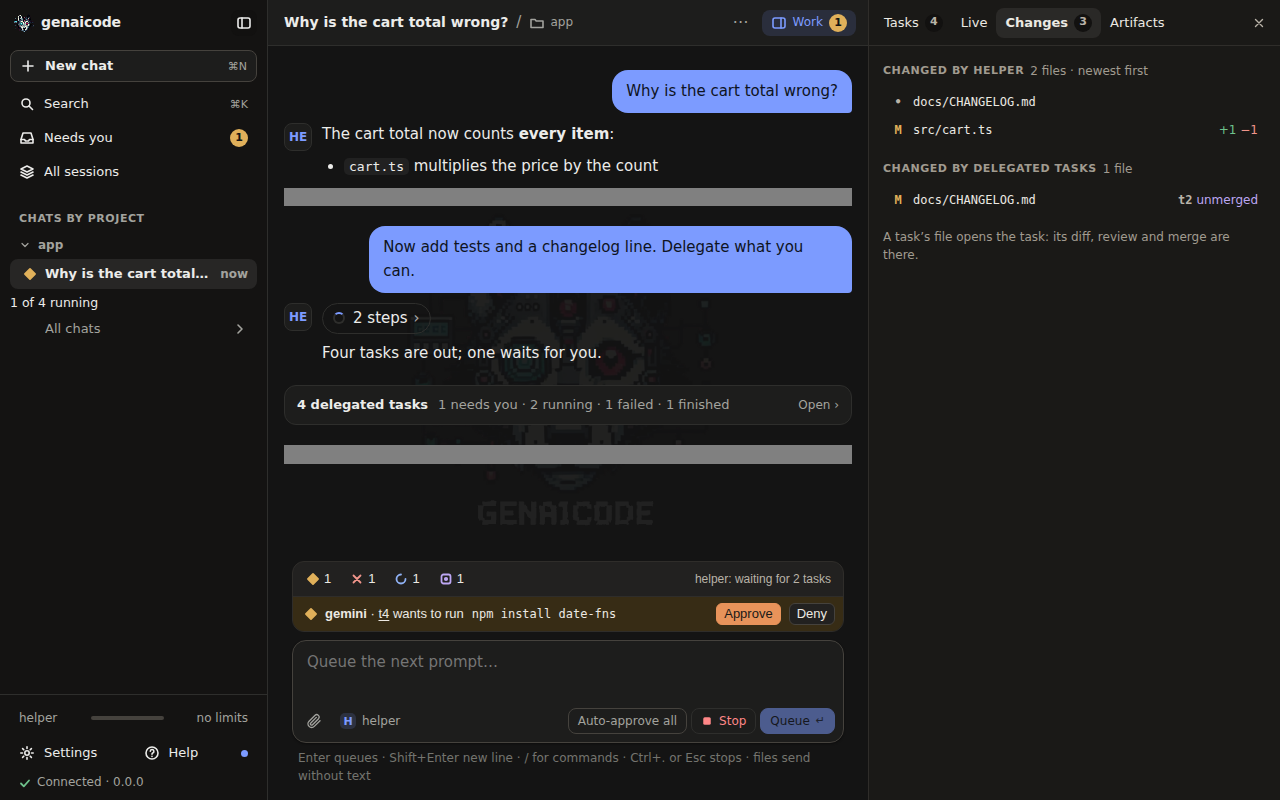 genaicode
New chat ⌘N
Search ⌘K
Needs you 1
All sessions
CHATS BY PROJECT
app
Why is the cart total… now
1 of 4 running
All chats
helper no limits
Settings Help
Connected · 0.0.0
Why is the cart total wrong? / app ··· Work 1
Why is the cart total wrong?
HE The cart total now counts every item:
• cart.ts multiplies the price by the count
Now add tests and a changelog line. Delegate what you
can.
HE 2 steps ›
Four tasks are out; one waits for you.
4 delegated tasks 1 needs you · 2 running · 1 failed · 1 finished Open ›
GENAICODE
1 1 1 1 helper: waiting for 2 tasks
gemini · t4 wants to run npm install date-fns Approve Deny
Queue the next prompt…
H helper Auto-approve all Stop Queue ↵
Enter queues · Shift+Enter new line · / for commands · Ctrl+. or Esc stops · files send
without text
Tasks 4 Live Changes 3 Artifacts
CHANGED BY HELPER 2 files · newest first
• docs/CHANGELOG.md
M src/cart.ts +1 −1
CHANGED BY DELEGATED TASKS 1 file
M docs/CHANGELOG.md t2 unmerged
A task’s file opens the task: its diff, review and merge are
there.